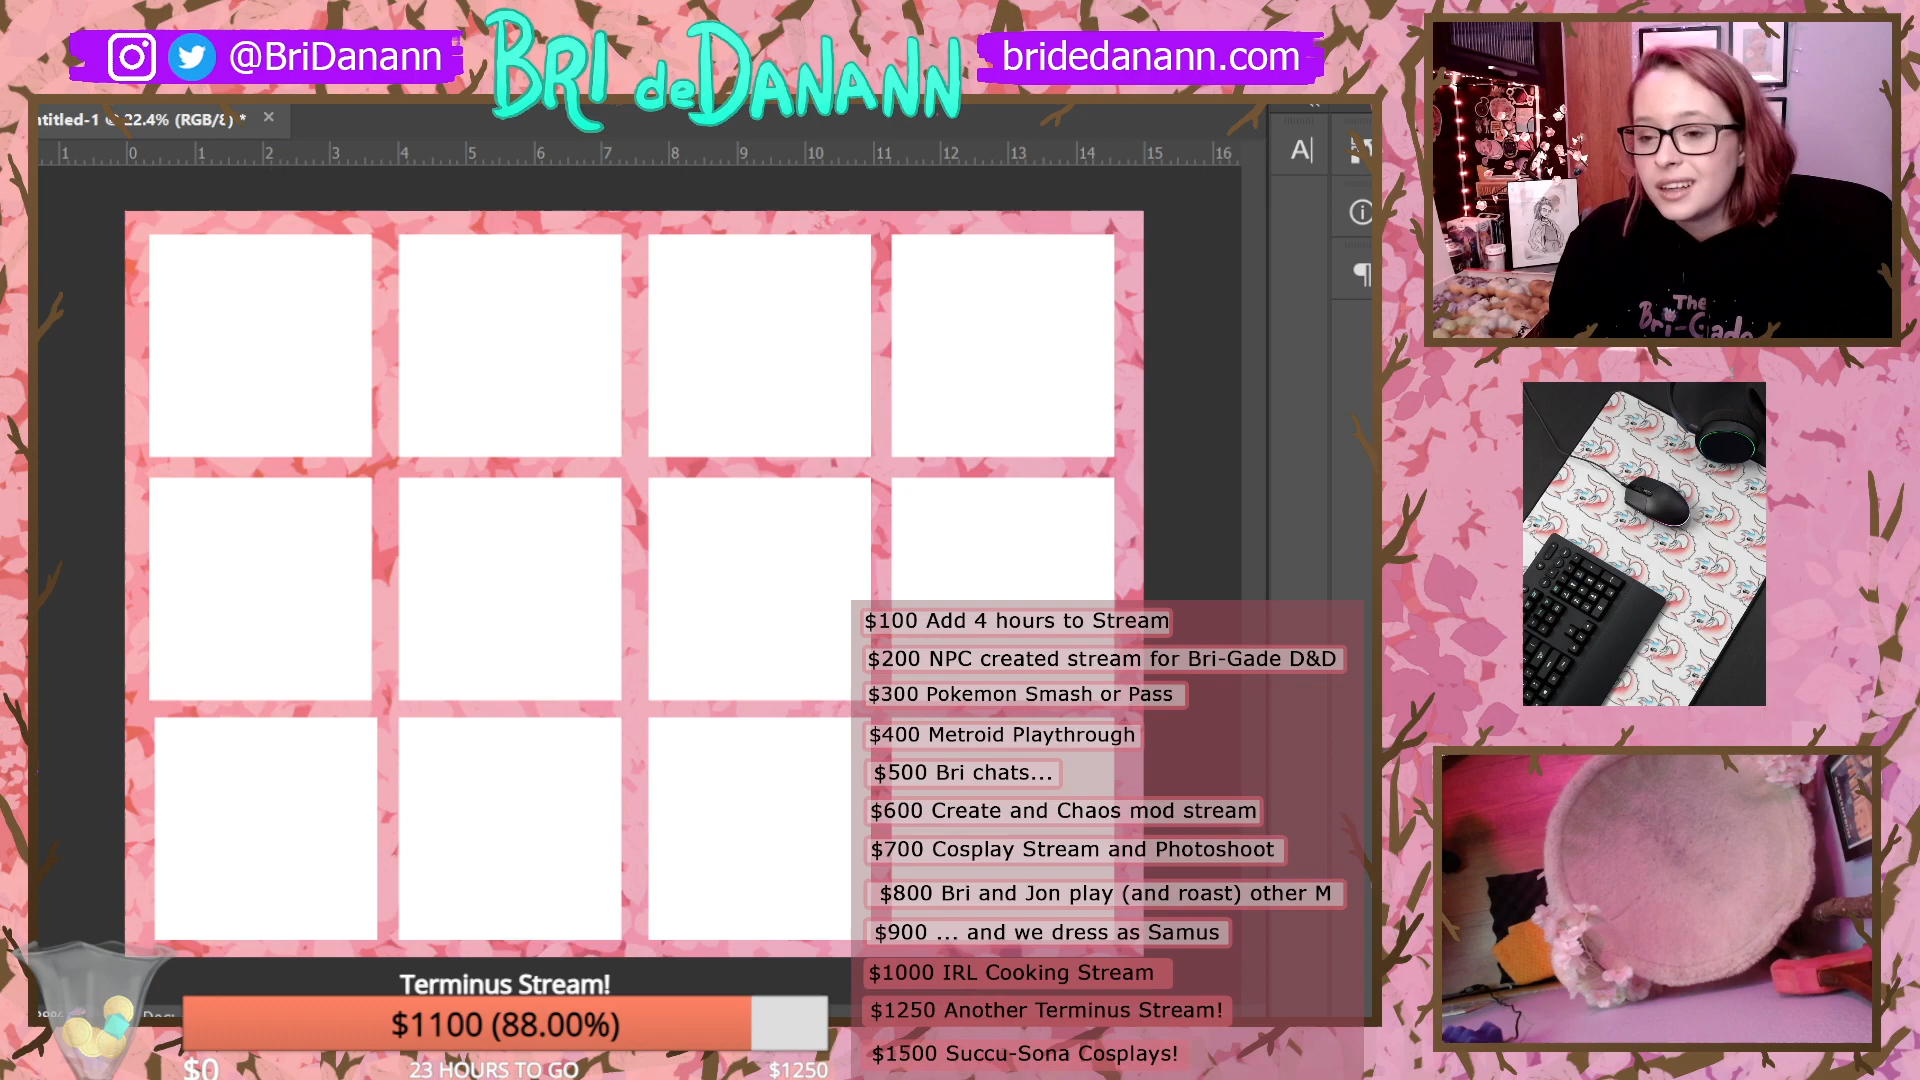 @BriDanann
BRI deDANANN
bridedanann.com
ntitled-1 @ 22.4% (RGB/8) *
1 0 1 2 3 4 5 6 7 8 9 10 11 12 13 14 15 16
A
The
Bri-Gade
$100 Add 4 hours to Stream
$200 NPC created stream for Bri-Gade D&D
$300 Pokemon Smash or Pass
$400 Metroid Playthrough
$500 Bri chats...
$600 Create and Chaos mod stream
$700 Cosplay Stream and Photoshoot
$800 Bri and Jon play (and roast) other M
$900 ... and we dress as Samus
$1000 IRL Cooking Stream
$1250 Another Terminus Stream!
$1500 Succu-Sona Cosplays!
Terminus Stream!
$1100 (88.00%)
$0
23 HOURS TO GO
$1250